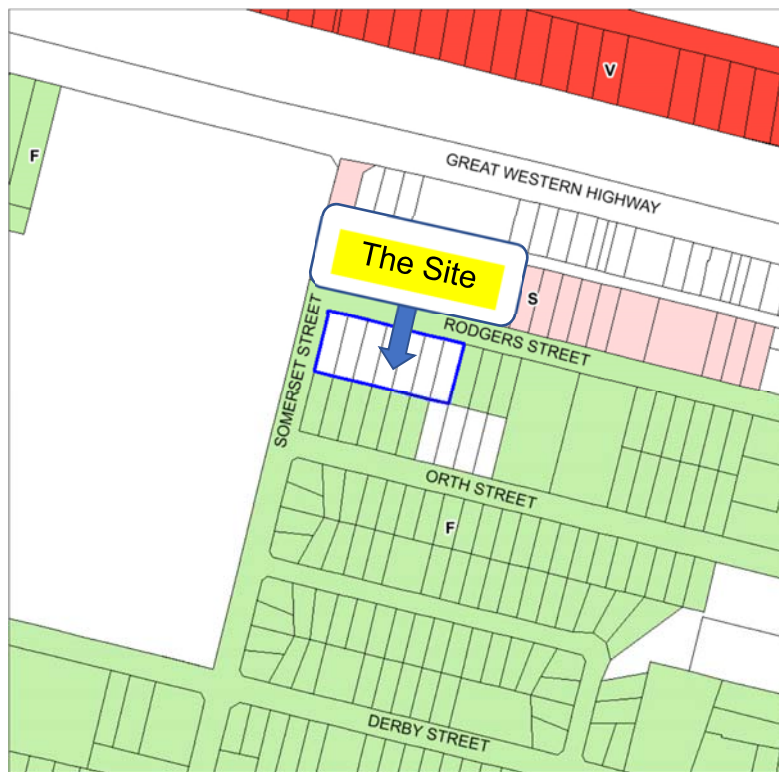 V
F
GREAT WESTERN HIGHWAY
The Site
S
RODGERS STREET
SOMERSET STREET
ORTH STREET
F
DERBY STREET